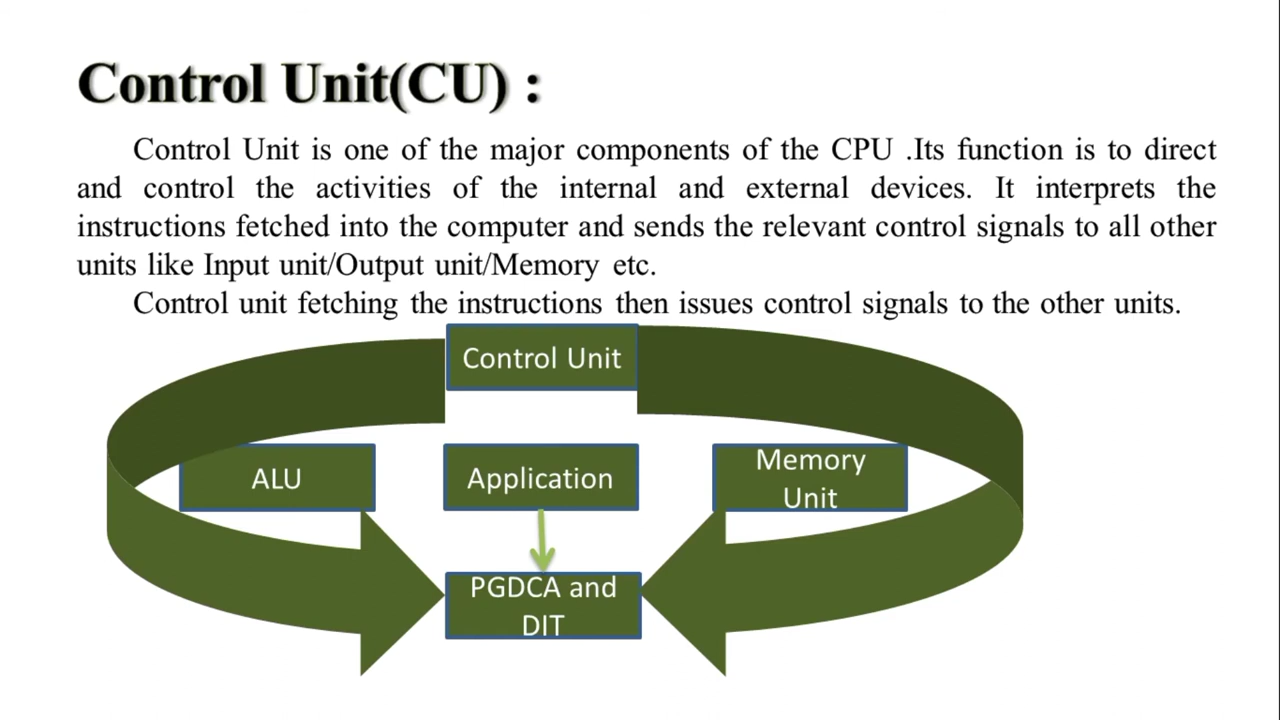 Control Unit(CU) :
Control Unit is one of the major components of the CPU .Its function is to direct
and control the activities of the internal and external devices. It interprets the
instructions fetched into the computer and sends the relevant control signals to all other
units like Input unit/Output unit/Memory etc.
Control unit fetching the instructions then issues control signals to the other units.
Control Unit
ALU
Application
Memory
Unit
PGDCA and
DIT